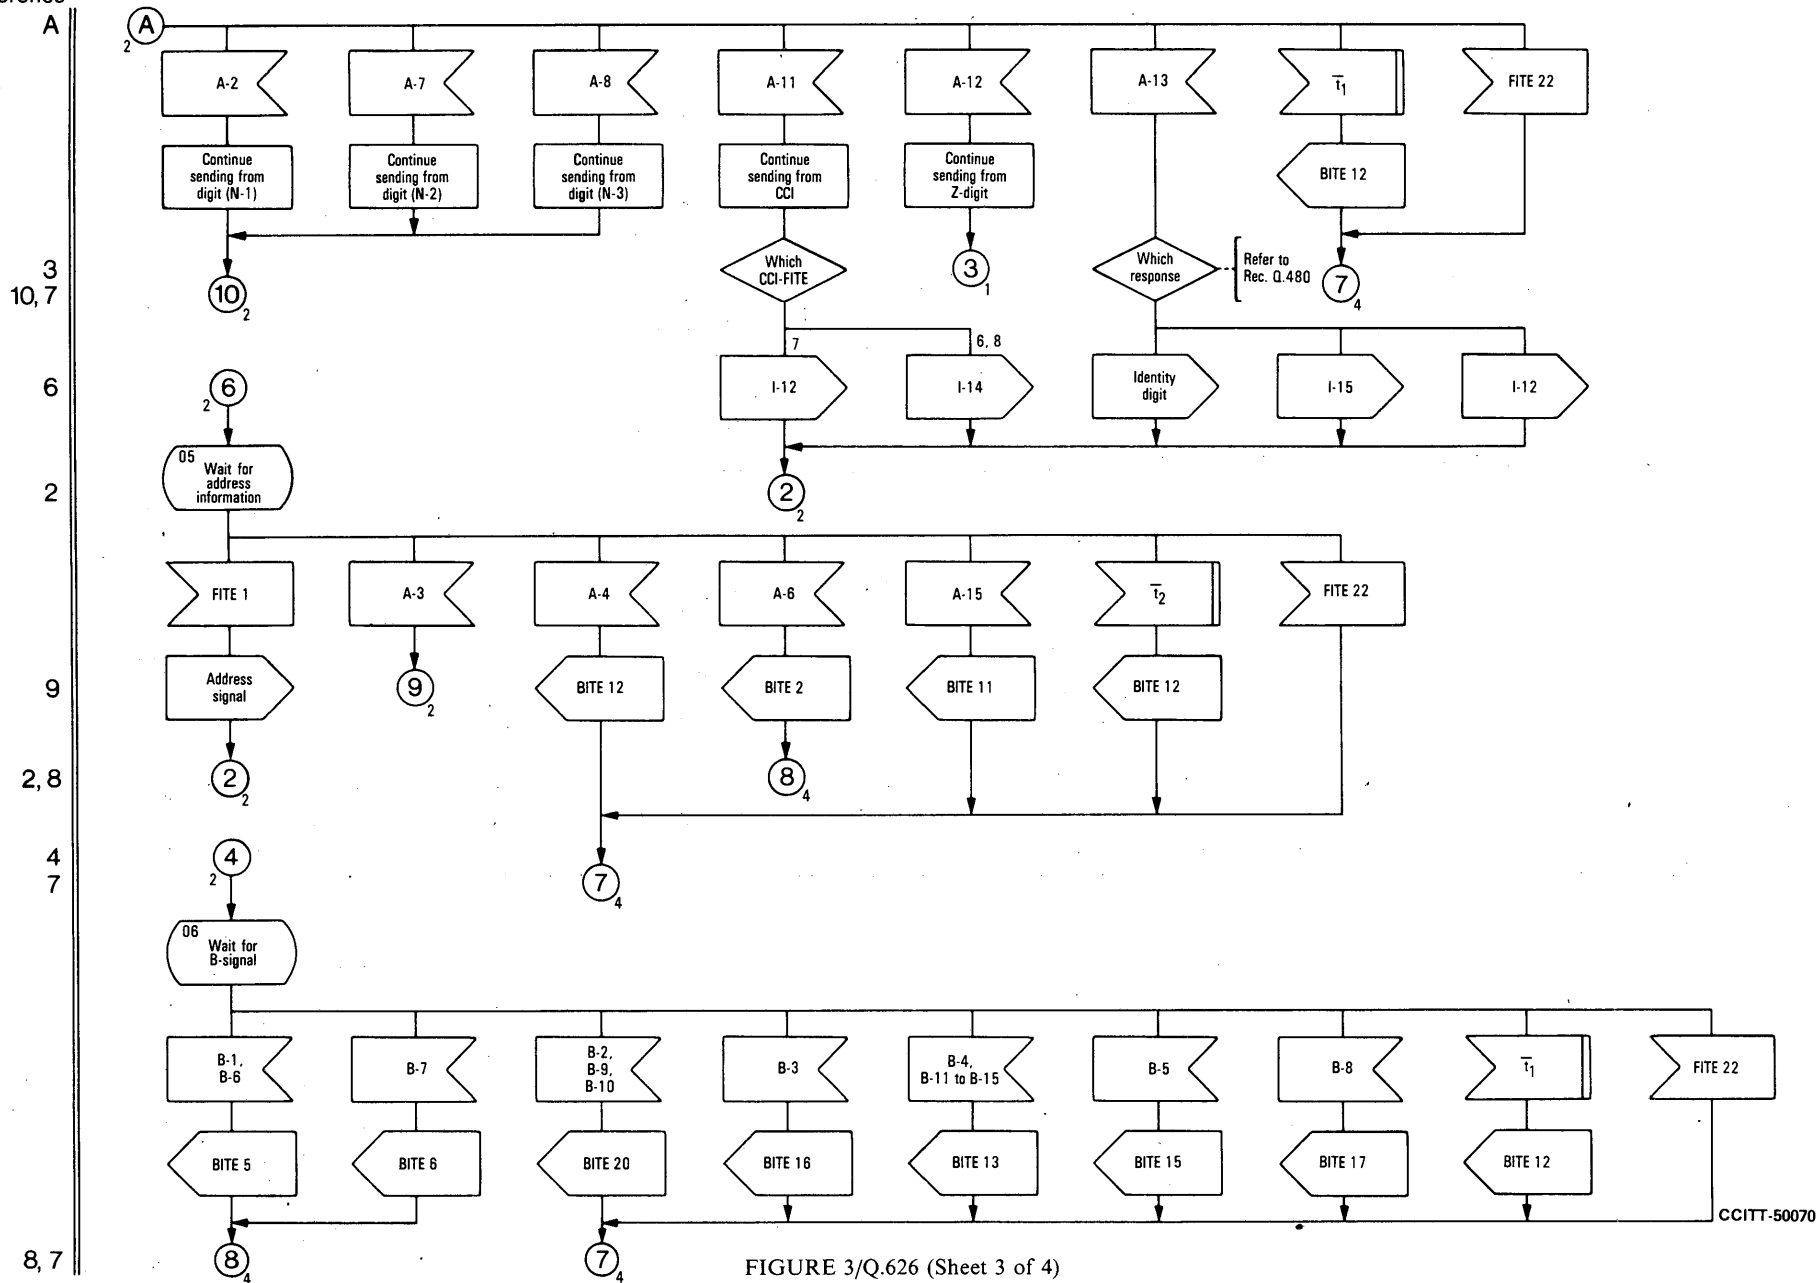 A
A
2
A-2
A-7
A-8
A-11
A-12
A-13
t1
FITE 22
Continue
sending from
digit (N-1)
Continue
sending from
digit (N-2)
Continue
sending from
digit (N-3)
Continue
sending from
CCI
Continue
sending from
Z-digit
BITE 12
3
10, 7
10
2
Which
CCI-FITE
3
1
Which
response
Refer to
Rec. Q.480
7
4
7
6, 8
6
6
2
I-12
I-14
Identity
digit
I-15
I-12
2
05
Wait for
address
information
2
2
FITE 1
A-3
A-4
A-6
A-15
t2
FITE 22
9
Address
signal
9
2
BITE 12
BITE 2
BITE 11
BITE 12
2, 8
2
2
8
4
4
7
4
2
7
4
06
Wait for
B-signal
B-1,
B-6
B-7
B-2,
B-9,
B-10
B-3
B-4,
B-11 to B-15
B-5
B-8
t1
FITE 22
BITE 5
BITE 6
BITE 20
BITE 16
BITE 13
BITE 15
BITE 17
BITE 12
CCITT-50070
8, 7
8
4
7
4
FIGURE 3/Q.626 (Sheet 3 of 4)